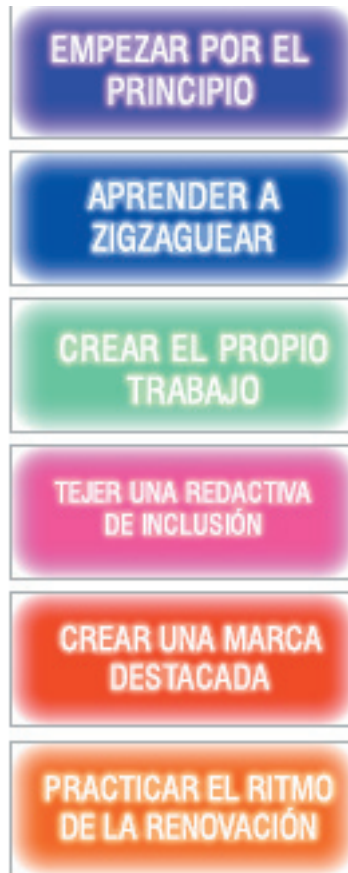 EMPEZAR POR EL
PRINCIPIO
APRENDER A
ZIGZAGUEAR
CREAR EL PROPIO
TRABAJO
TEJER UNA REDACTIVA
DE INCLUSIÓN
CREAR UNA MARCA
DESTACADA
PRACTICAR EL RITMO
DE LA RENOVACIÓN